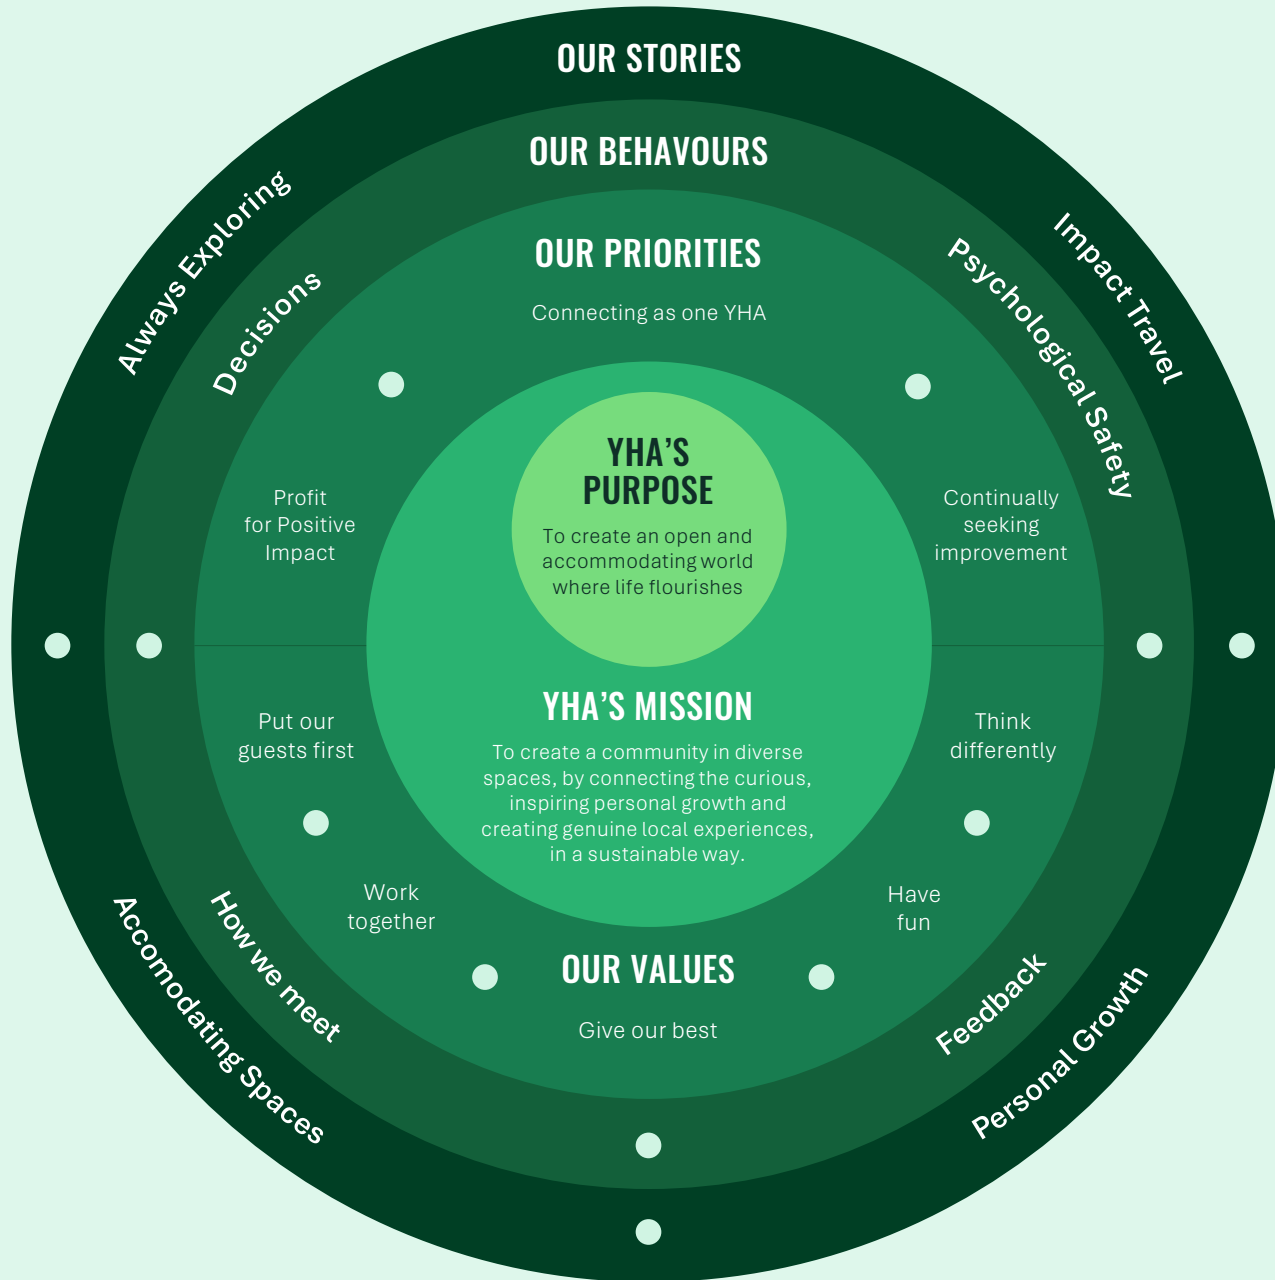 OUR STORIES
Always Exploring
Impact Travel
Accomodating Spaces
Personal Growth
OUR BEHAVOURS
Decisions
Psychological Safety
How we meet
Feedback
OUR PRIORITIES
Connecting as one YHA
Profit
for Positive
Impact
Continually
seeking
improvement
YHA’S
PURPOSE
To create an open and
accommodating world
where life flourishes
YHA’S MISSION
To create a community in diverse
spaces, by connecting the curious,
inspiring personal growth and
creating genuine local experiences,
in a sustainable way.
Put our
guests first
Think
differently
Work
together
Have
fun
OUR VALUES
Give our best